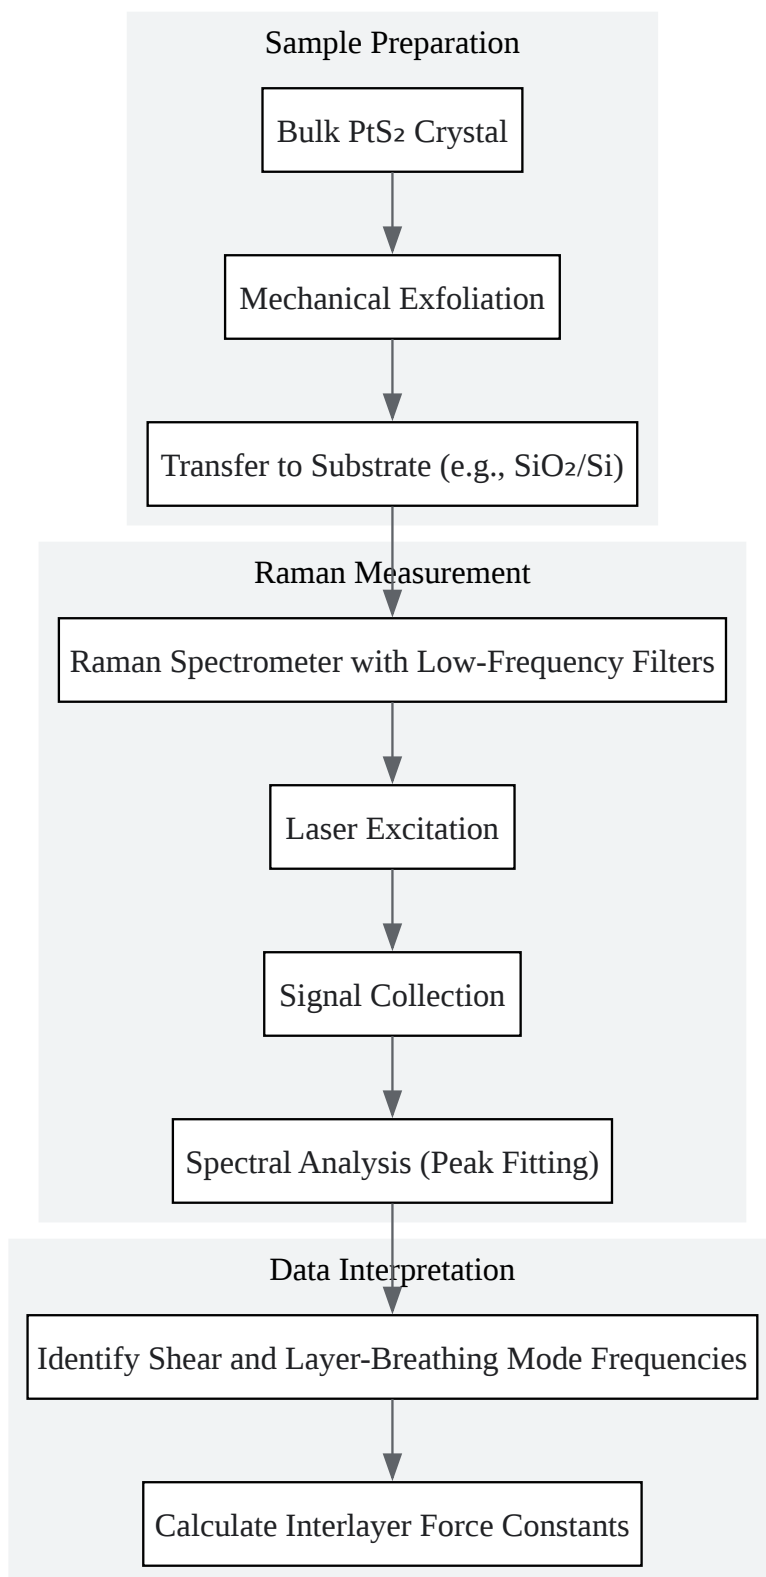 Sample Preparation
Bulk PtS₂ Crystal
Mechanical Exfoliation
Transfer to Substrate (e.g., SiO₂/Si)
Raman Measurement
Raman Spectrometer with Low-Frequency Filters
Laser Excitation
Signal Collection
Spectral Analysis (Peak Fitting)
Data Interpretation
Identify Shear and Layer-Breathing Mode Frequencies
Calculate Interlayer Force Constants